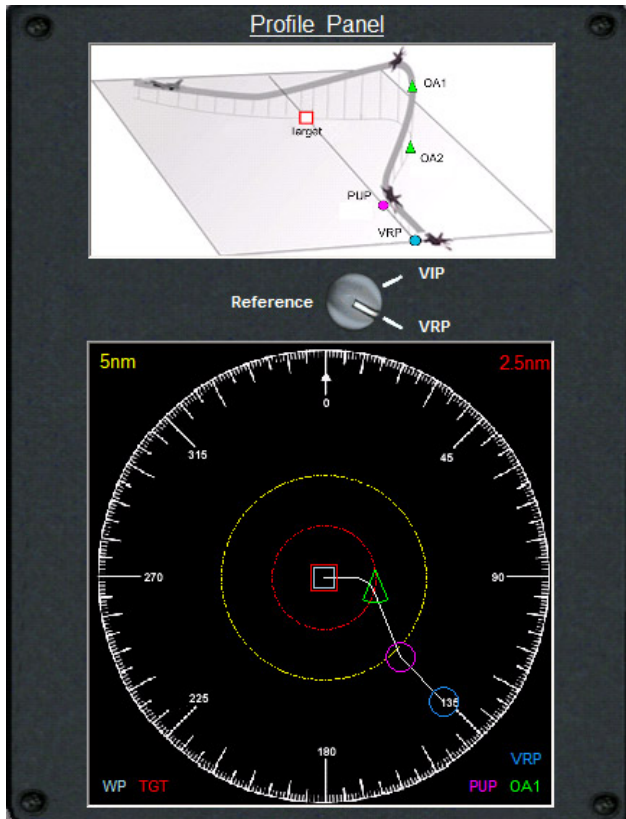 Profile Panel
OA1
target
OA2
PUP
VRP
VIP
Reference
VRP
5nm
2.5nm
0
315
45
270
90
225
135
180
VRP
WP TGT
PUP OA1